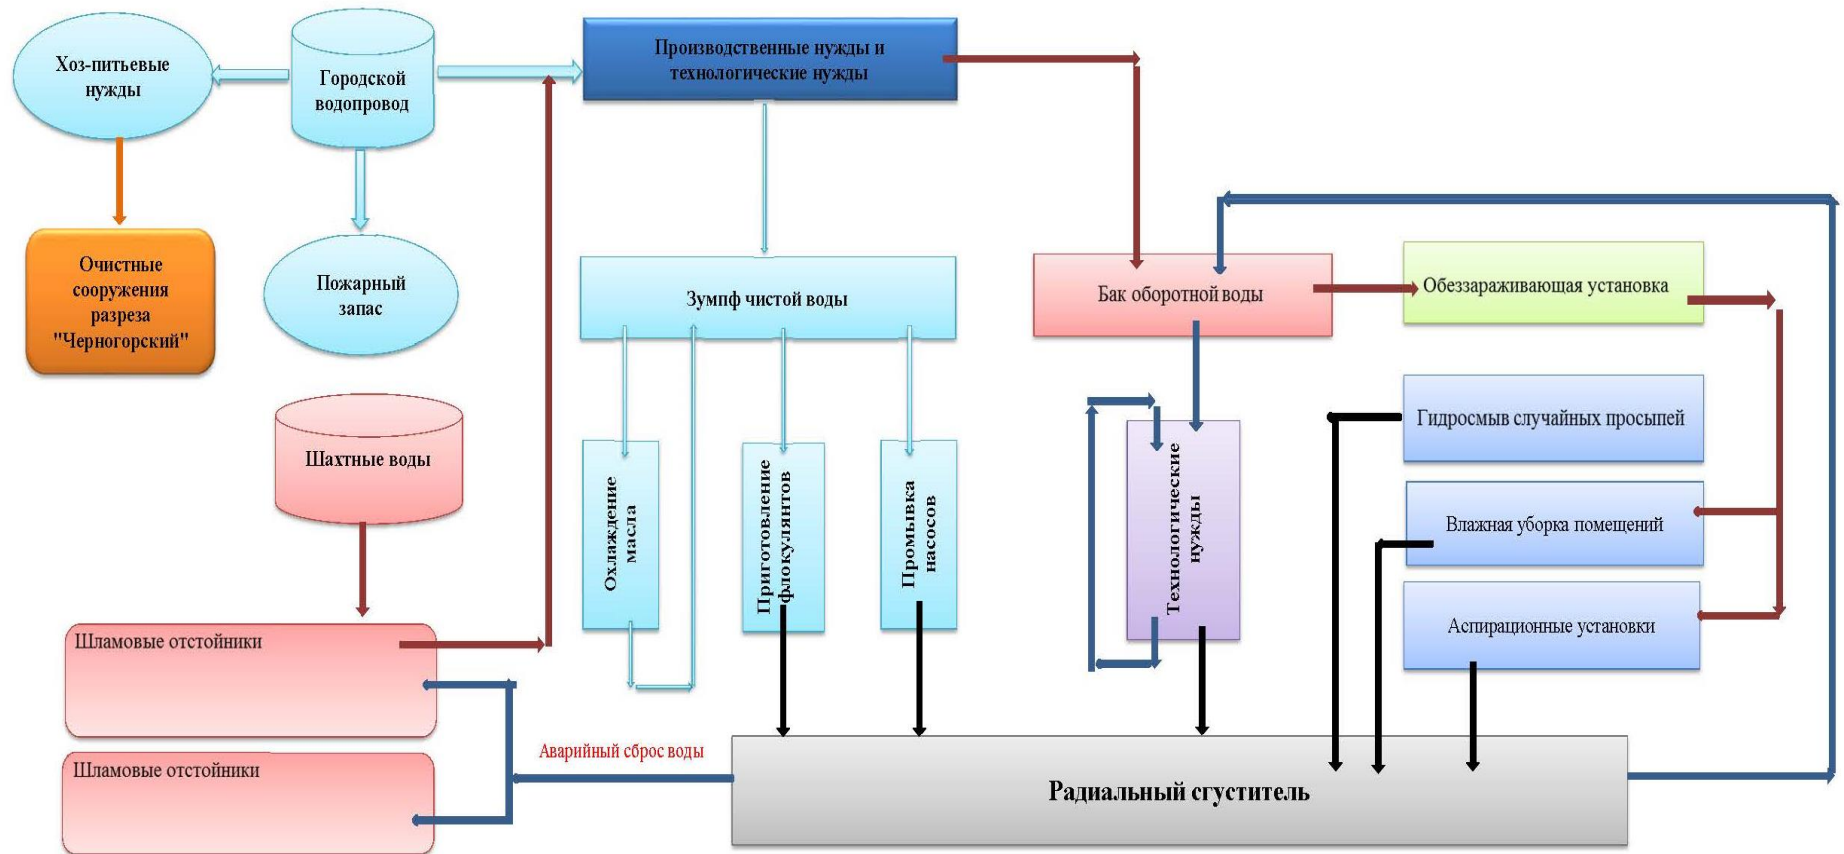 Хоз-питьевые
нужды
Городской
водопровод
Производственные нужды и
технологические нужды
Очистные
сооружения
разреза
"Черногорский"
Пожарный
запас
Зумпф чистой воды
Бак оборотной воды
Обеззараживающая установка
Шахтные воды
Охлаждение
масла
Приготовление
флокулянтов
Промывка
насосов
Технологические
нужды
Гидросмыв случайных просыпей
Влажная уборка помещений
Аспирационные установки
Шламовые отстойники
Шламовые отстойники
Аварийный сброс воды
Радиальный сгуститель